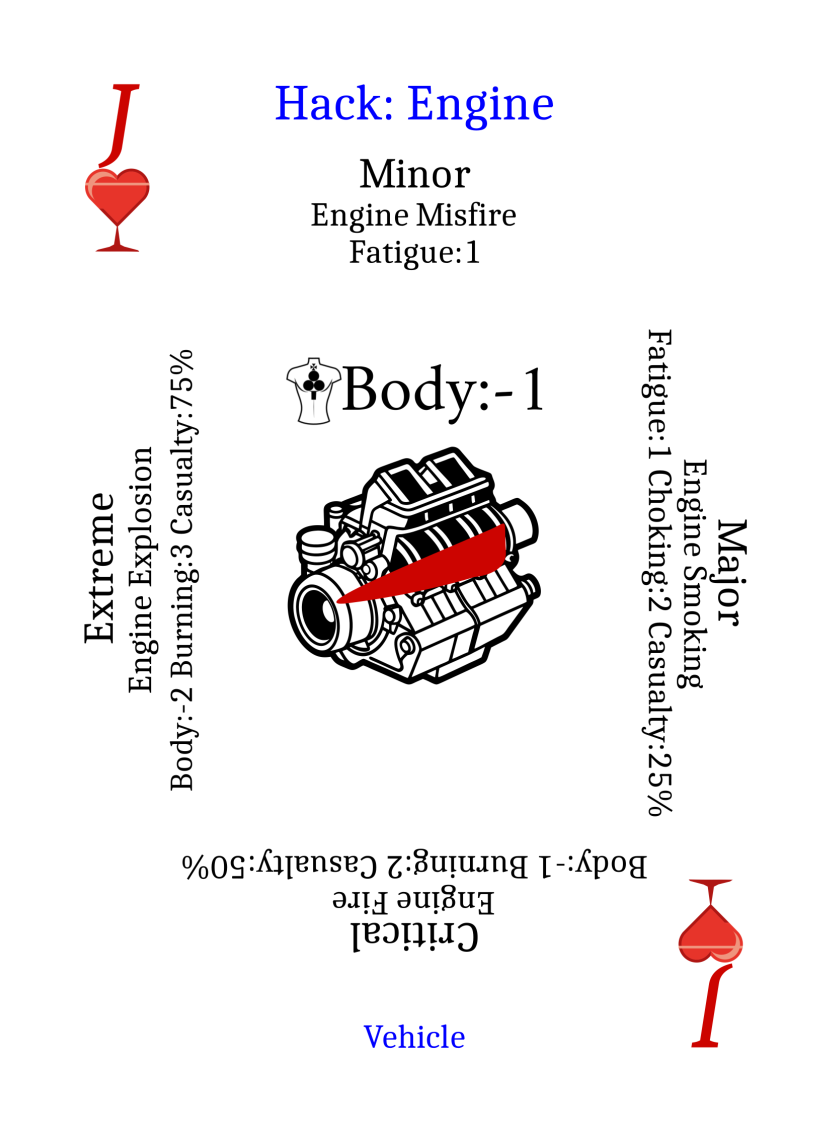 J
Hack: Engine
Minor
Engine Misfire
Fatigue:1
Body:-1
Major
Engine Smoking
Fatigue:1 Choking:2 Casualty:25%
Critical
Engine Fire
Body:-1 Burning:2 Casualty:50%
Extreme
Engine Explosion
Body:-2 Burning:3 Casualty:75%
Vehicle
J